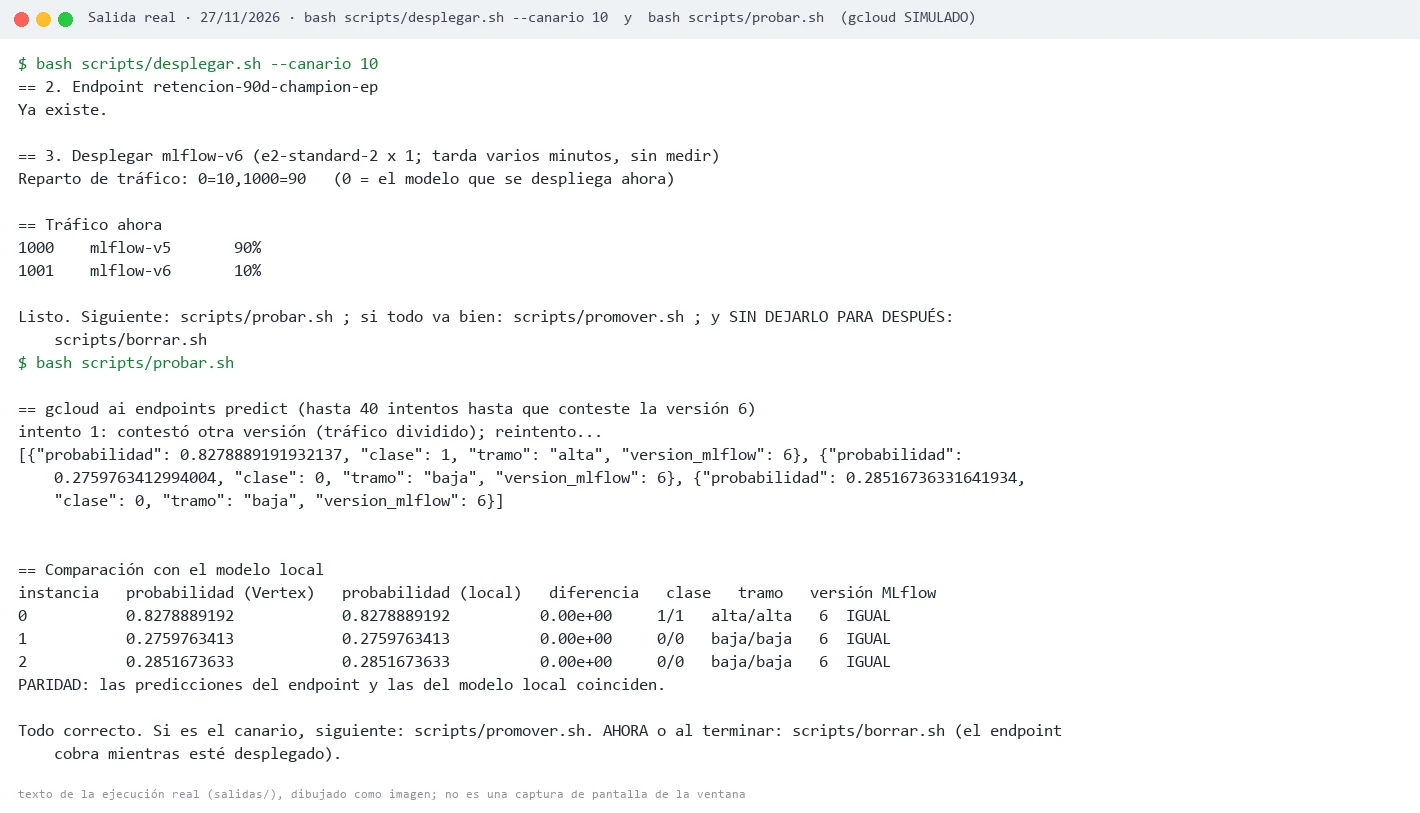 Salida real · 27/11/2026 · bash scripts/desplegar.sh --canario 10  y  bash scripts/probar.sh  (gcloud SIMULADO)
$ bash scripts/desplegar.sh --canario 10
== 2. Endpoint retencion-90d-champion-ep
Ya existe.
== 3. Desplegar mlflow-v6 (e2-standard-2 x 1; tarda varios minutos, sin medir)
Reparto de tráfico: 0=10,1000=90   (0 = el modelo que se despliega ahora)
== Tráfico ahora
1000    mlflow-v5       90%
1001    mlflow-v6       10%
Listo. Siguiente: scripts/probar.sh ; si todo va bien: scripts/promover.sh ; y SIN DEJARLO PARA DESPUÉS:
    scripts/borrar.sh
$ bash scripts/probar.sh
== gcloud ai endpoints predict (hasta 40 intentos hasta que conteste la versión 6)
intento 1: contestó otra versión (tráfico dividido); reintento...
[{"probabilidad": 0.8278889191932137, "clase": 1, "tramo": "alta", "version_mlflow": 6}, {"probabilidad":
    0.2759763412994004, "clase": 0, "tramo": "baja", "version_mlflow": 6}, {"probabilidad": 0.28516736331641934,
    "clase": 0, "tramo": "baja", "version_mlflow": 6}]
== Comparación con el modelo local
instancia   probabilidad (Vertex)   probabilidad (local)   diferencia   clase   tramo   versión MLflow
0           0.8278889192            0.8278889192          0.00e+00     1/1   alta/alta   6  IGUAL
1           0.2759763413            0.2759763413          0.00e+00     0/0   baja/baja   6  IGUAL
2           0.2851673633            0.2851673633          0.00e+00     0/0   baja/baja   6  IGUAL
PARIDAD: las predicciones del endpoint y las del modelo local coinciden.
Todo correcto. Si es el canario, siguiente: scripts/promover.sh. AHORA o al terminar: scripts/borrar.sh (el endpoint
    cobra mientras esté desplegado).
texto de la ejecución real (salidas/), dibujado como imagen; no es una captura de pantalla de la ventana